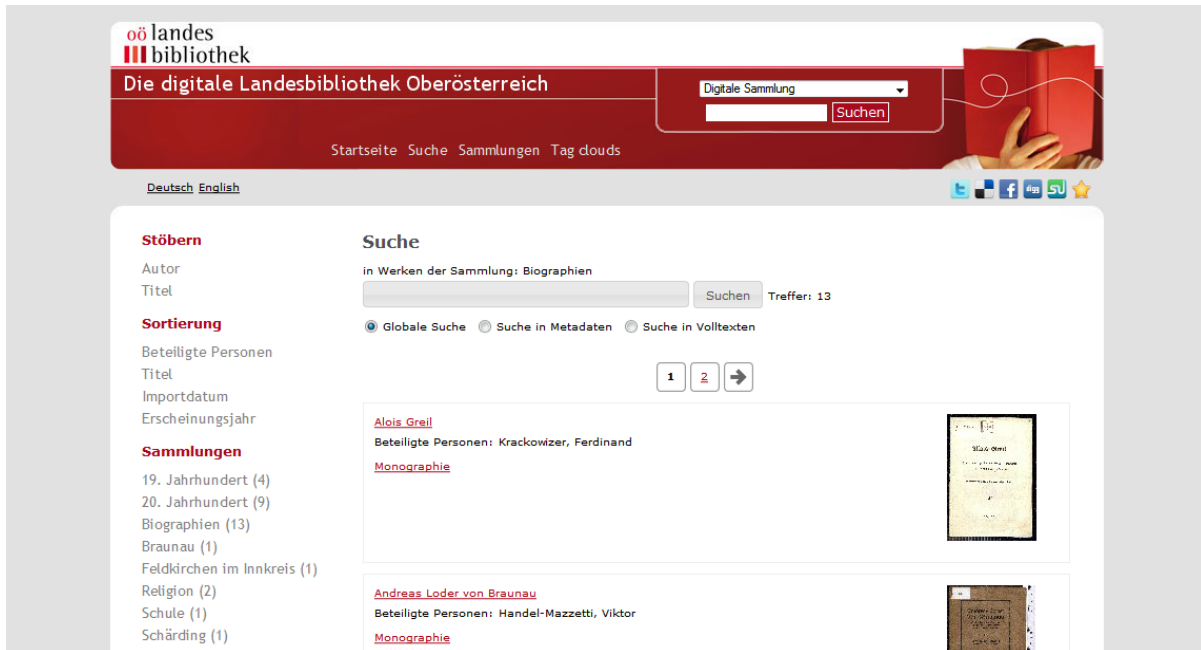 oö landes
bibliothek
Die digitale Landesbibliothek Oberösterreich
Digitale Sammlung
Suchen
Startseite Suche Sammlungen Tag clouds
Deutsch English
digg
Stöbern
Autor
Titel
Sortierung
Beteiligte Personen
Titel
Importdatum
Erscheinungsjahr
Sammlungen
19. Jahrhundert (4)
20. Jahrhundert (9)
Biographien (13)
Braunau (1)
Feldkirchen im Innkreis (1)
Religion (2)
Schule (1)
Schärding (1)
Suche
in Werken der Sammlung: Biographien
Suchen Treffer: 13
Globale Suche Suche in Metadaten Suche in Volltexten
1 2
Alois Greil
Beteiligte Personen: Krackowizer, Ferdinand
Monographie
Alois Greil
Andreas Loder von Braunau
Beteiligte Personen: Handel-Mazzetti, Viktor
Monographie